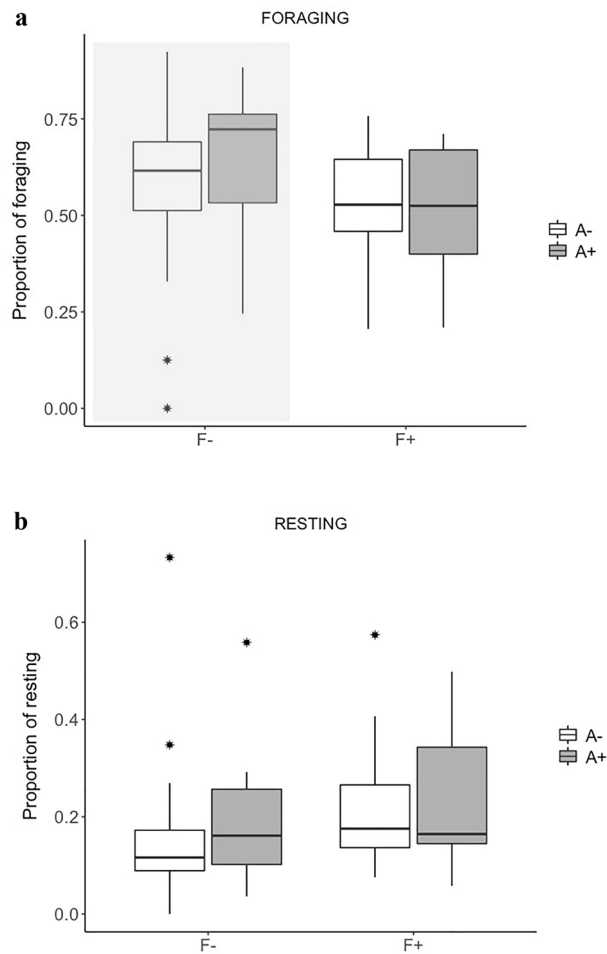 a
FORAGING
Proportion of foraging
0.75
0.50
0.25
0.00
F-
F+
A-
A+
b
RESTING
Proportion of resting
0.6
0.4
0.2
0.0
F-
F+
A-
A+